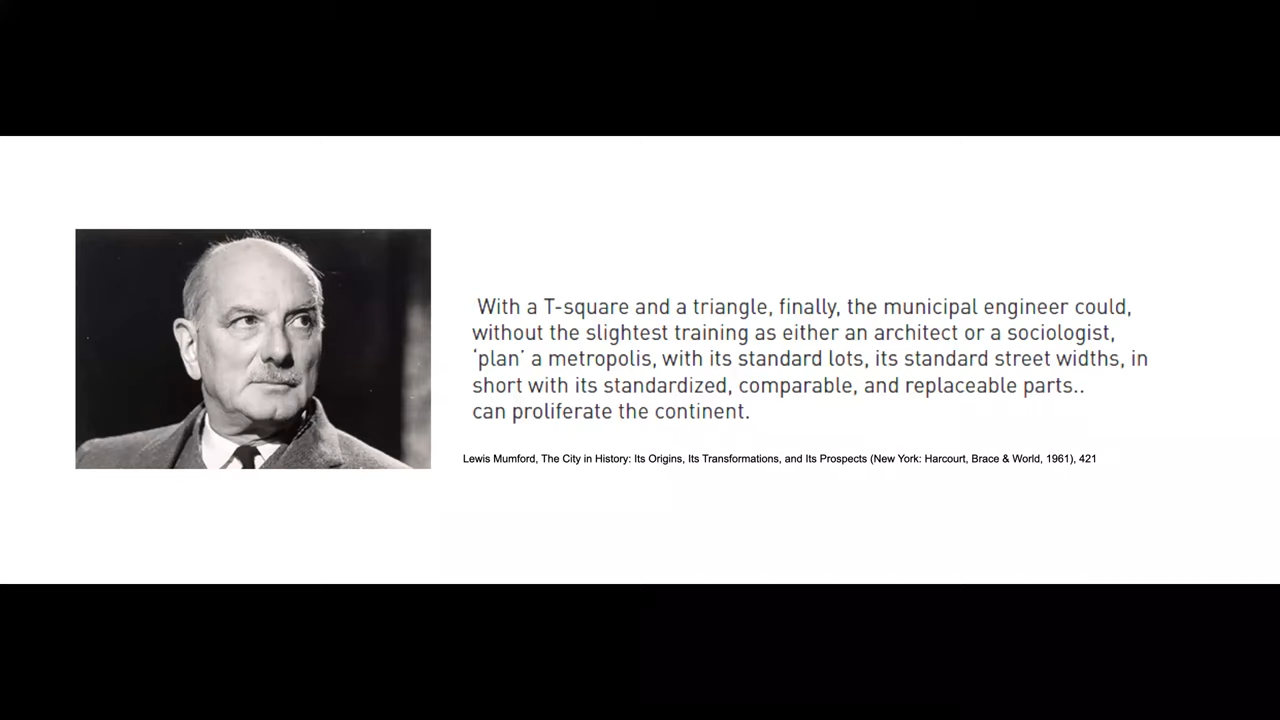 With a T-square and a triangle, finally, the municipal engineer could,
without the slightest training as either an architect or a sociologist,
‘plan’ a metropolis, with its standard lots, its standard street widths, in
short with its standardized, comparable, and replaceable parts..
can proliferate the continent.
Lewis Mumford, The City in History: Its Origins, Its Transformations, and Its Prospects (New York: Harcourt, Brace & World, 1961), 421